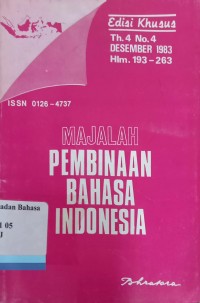 Edisi Khusus
Th. 4 No. 4
DESEMBER 1983
Hlm. 193-263
ISSN 0126-4737
MAJALAH
PEMBINAAN
BAHASA
INDONESIA
adan Bahasa
05
Bhratara